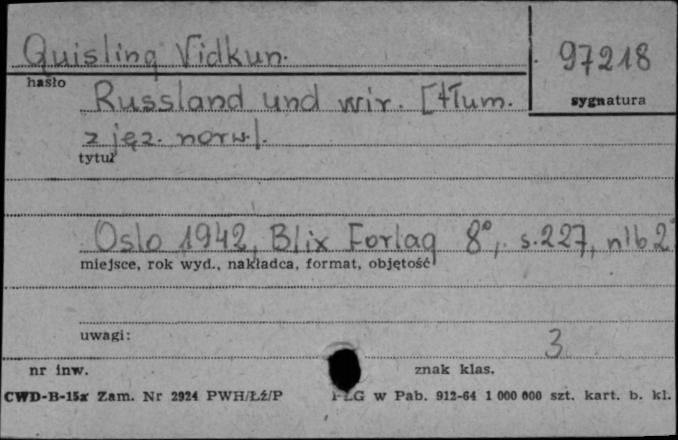 Quisling Vidkun.
97218
hasło
sygnatura
Russland und wir. [tłum.
z jęz. norw.].
tytuł
Oslo 1942, Blix Forlag 8°, s.227, nlb 2
miejsce, rok wyd., nakładca, format, objętość
uwagi:
3
nr inw. znak klas.
CWD-B-15x Zam. Nr 2924 PWH/Łź/P w Pab. 912-64 1 000 000 szt. kart. b. kl.